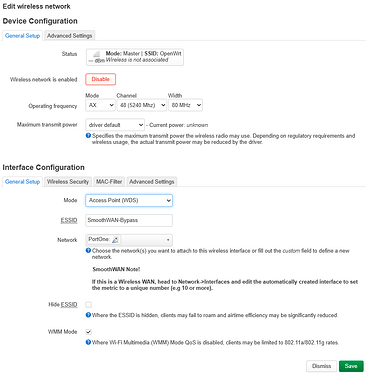 Edit wireless network
Device Configuration
General Setup Advanced Settings
Status Mode: Master | SSID: OpenWrt
--- dBm Wireless is not associated
Wireless network is enabled Disable
Mode Channel Width
Operating frequency AX 48 (5240 Mhz) 80 MHz
Maximum transmit power driver default - Current power: unknown
Specifies the maximum transmit power the wireless radio may use. Depending on regulatory requirements and
wireless usage, the actual transmit power may be reduced by the driver.
Interface Configuration
General Setup Wireless Security MAC-Filter Advanced Settings
Mode Access Point (WDS)
ESSID SmoothWAN-Bypass
Network PortOne:
Choose the network(s) you want to attach to this wireless interface or fill out the custom field to define a new
network.
SmoothWAN Note!
If this is a Wireless WAN, head to Network->Interfaces and edit the automatically created interface to set
the metric to a unique number (e.g 10 or more).
Hide ESSID
Where the ESSID is hidden, clients may fail to roam and airtime efficiency may be significantly reduced.
WMM Mode
Where Wi-Fi Multimedia (WMM) Mode QoS is disabled, clients may be limited to 802.11a/802.11g rates.
Dismiss Save